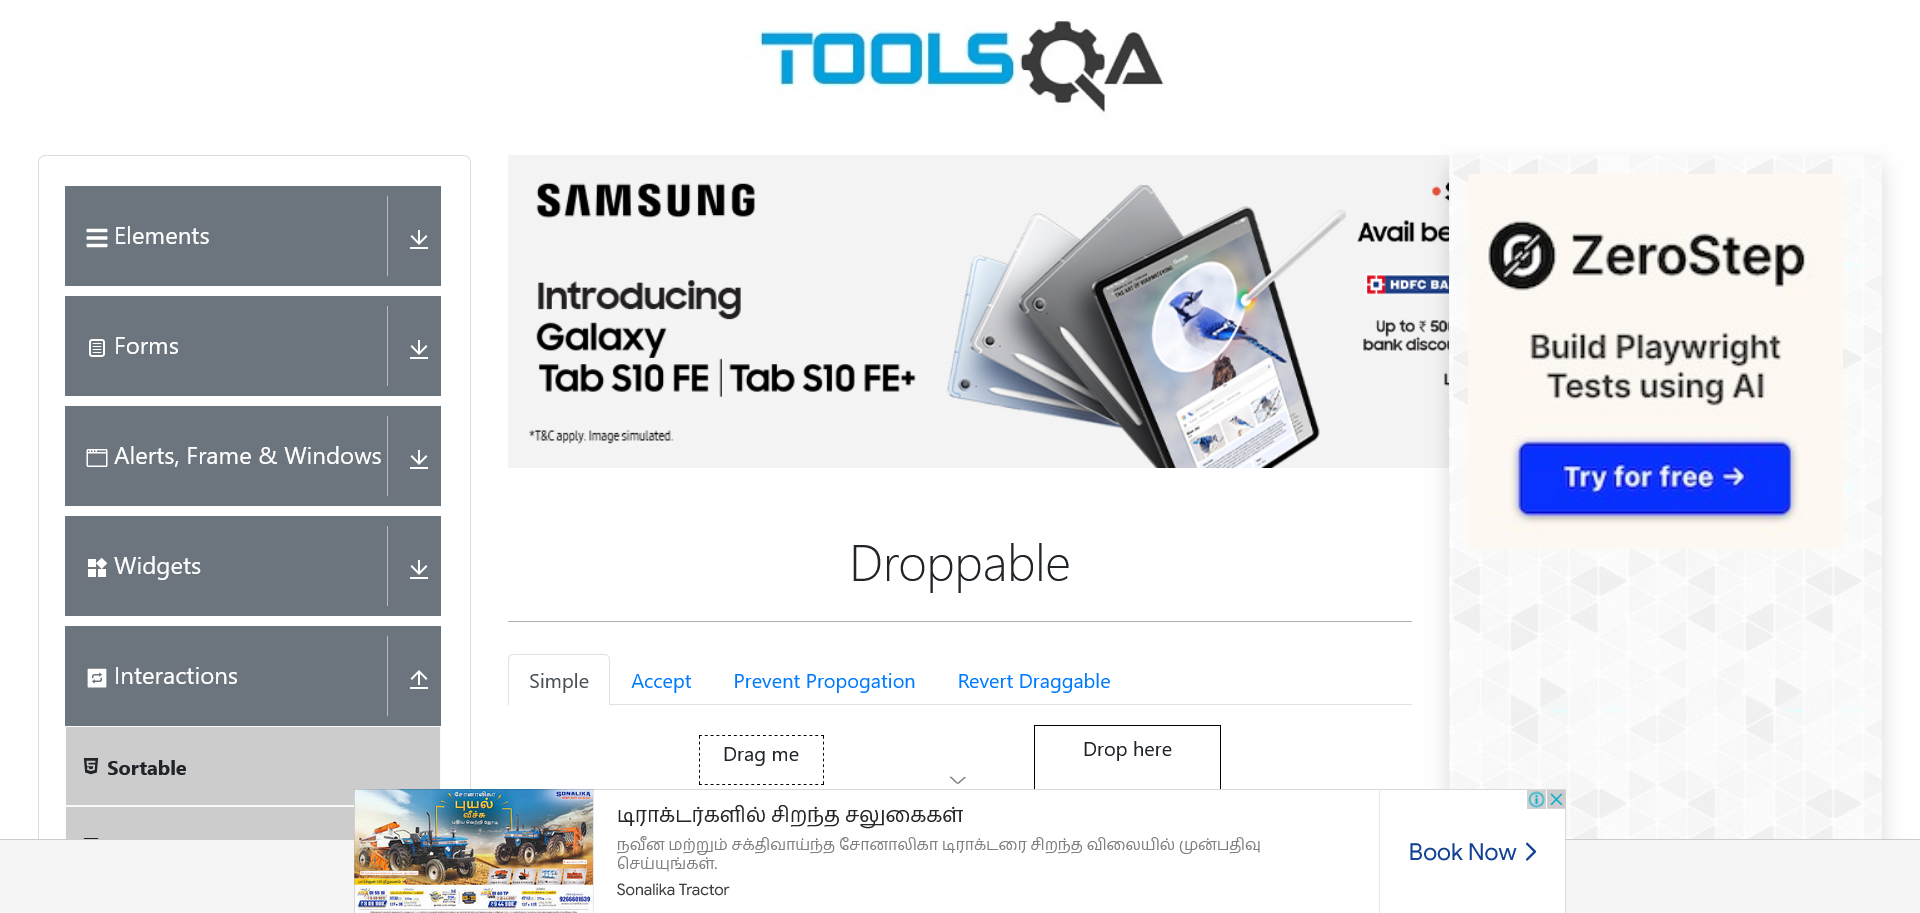 TOOLSQA
Elements
Forms
Alerts, Frame & Windows
Widgets
Interactions
Sortable
SAMSUNG
Introducing
Galaxy
Tab S10 FE | Tab S10 FE+
*T&C apply. Image simulated.
Avail be
HDFC BA
Up to ₹ 50
bank discou
Droppable
Simple
Accept
Prevent Propogation
Revert Draggable
Drag me
Drop here
ZeroStep
Build Playwright
Tests using AI
Try for free →
SONALIKA
சோனாலிகா
புயல்
வீச்சு
டிராக்டர்களில் சிறந்த சலுகைகள்
நவீன மற்றும் சக்திவாய்ந்த சோனாலிகா டிராக்டரை சிறந்த விலையில் முன்பதிவு
செய்யுங்கள்.
Sonalika Tractor
Book Now